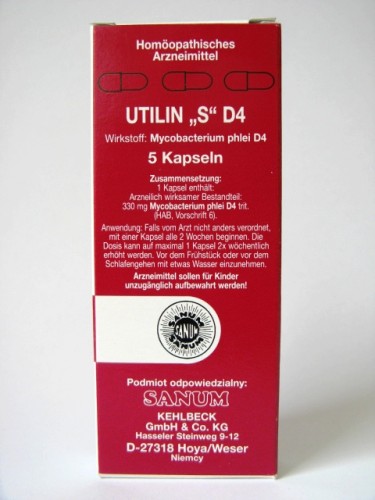 Homöopathisches
Arzneimittel
UTILIN „S“ D4
Wirkstoff: Mycobacterium phlei D4
5 Kapseln
Zusammensetzung:
1 Kapsel enthält:
Arzneilich wirksamer Bestandteil:
330 mg Mycobacterium phlei D4 trit.
(HAB, Vorschrift 6).
Anwendung: Falls vom Arzt nicht anders verordnet,
mit einer Kapsel alle 2 Wochen beginnen. Die
Dosis kann auf maximal 1 Kapsel 2x wöchentlich
erhöht werden. Vor dem Frühstück oder vor dem
Schlafengehen mit etwas Wasser einzunehmen.
Arzneimittel sollen für Kinder
unzugänglich aufbewahrt werden!
SANUM
SANUM
SANUM
Podmiot odpowiedzialny:
SANUM
KEHLBECK
GmbH & Co. KG
Hasseler Steinweg 9-12
D-27318 Hoya/Weser
Niemcy